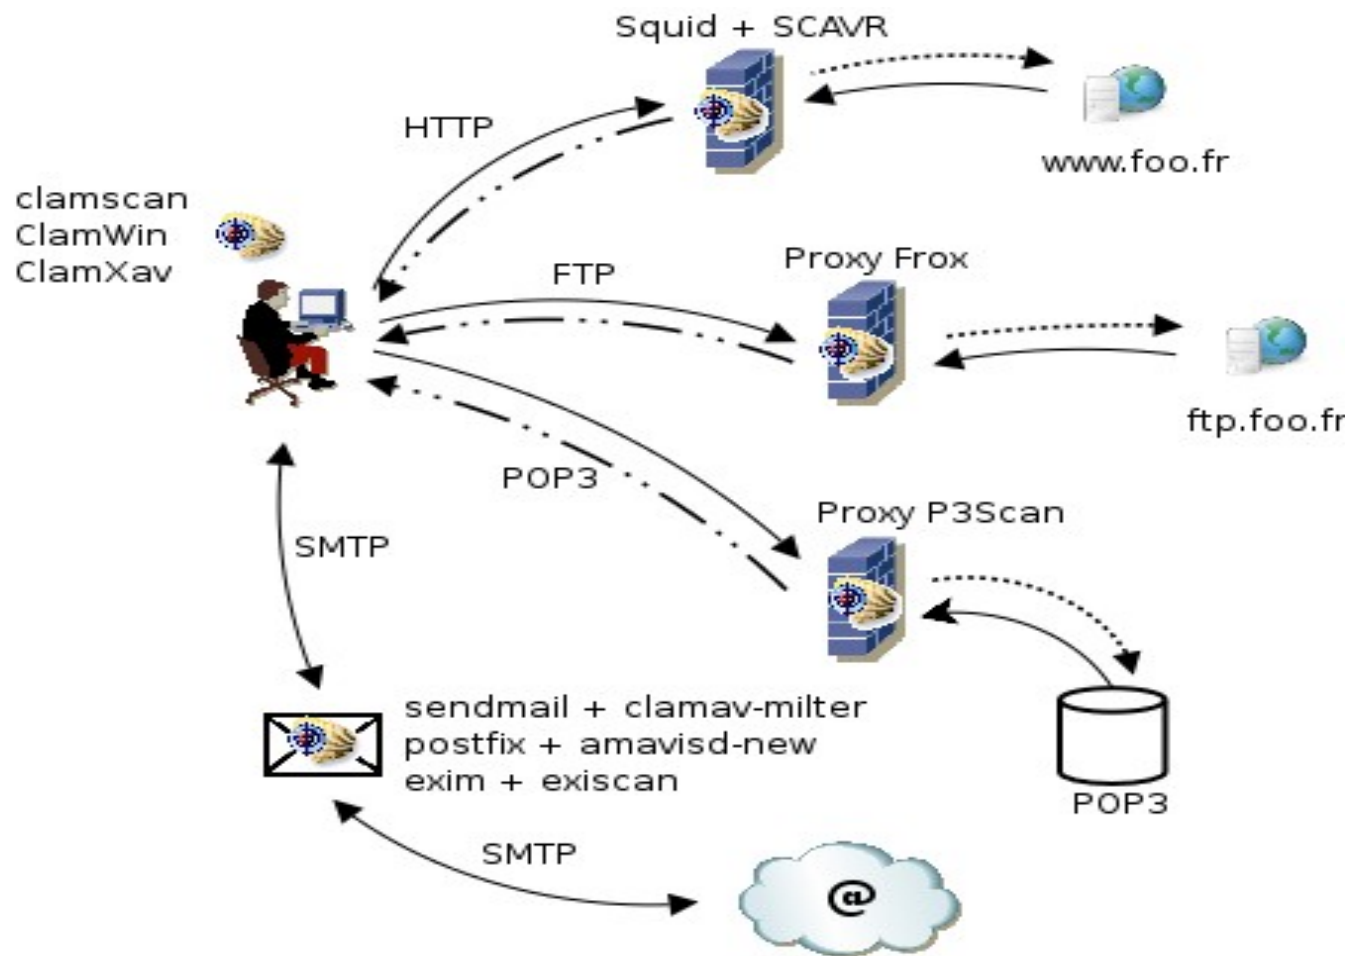 Squid + SCAVR
HTTP
www.foo.fr
clamscan
ClamWin
ClamXav
FTP
Proxy Frox
ftp.foo.fr
POP3
Proxy P3Scan
SMTP
sendmail + clamav-milter
postfix + amavisd-new
exim + exiscan
POP3
SMTP
@